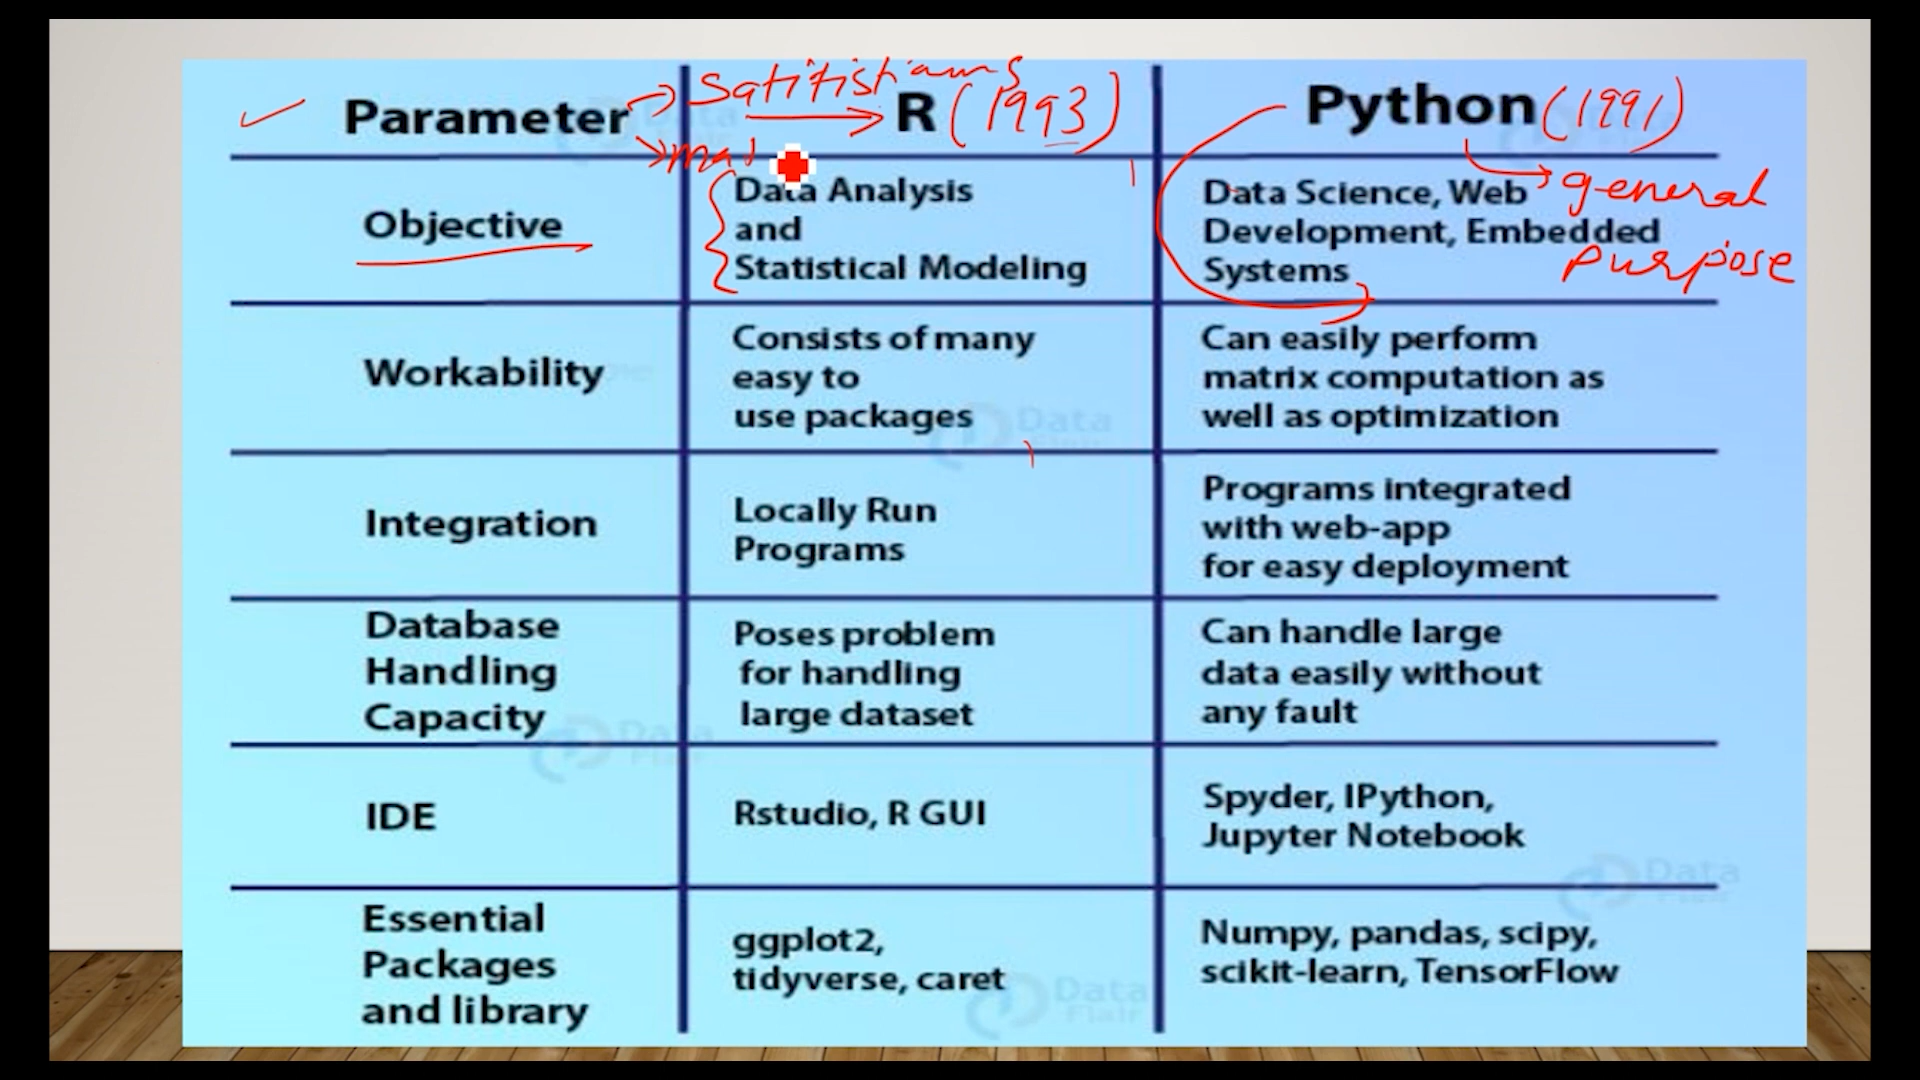 Parameter
R (1993)
Python (1991)
general
purpose
Objective
Data Analysis
and
Statistical Modeling
Data Science, Web
Development, Embedded
Systems
Workability
Consists of many
easy to
use packages
Can easily perform
matrix computation as
well as optimization
Integration
Locally Run
Programs
Programs integrated
with web-app
for easy deployment
Database
Handling
Capacity
Poses problem
for handling
large dataset
Can handle large
data easily without
any fault
IDE
Rstudio, R GUI
Spyder, IPython,
Jupyter Notebook
Essential
Packages
and library
ggplot2,
tidyverse, caret
Numpy, pandas, scipy,
scikit-learn, TensorFlow
Data
Flair